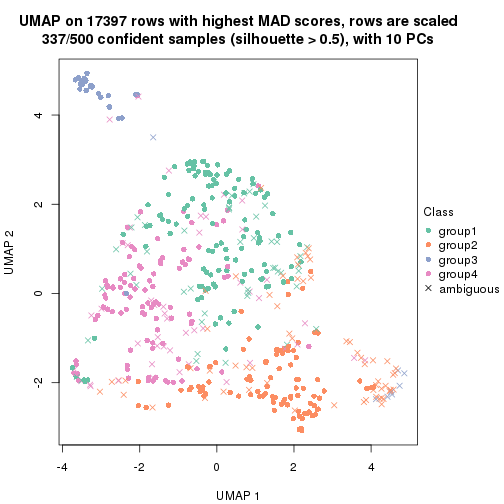 UMAP on 17397 rows with highest MAD scores, rows are scaled
337/500 confident samples (silhouette > 0.5), with 10 PCs
4
2
0
-2
UMAP 2
-4
-2
0
2
4
UMAP 1
Class
group1
group2
group3
group4
ambiguous